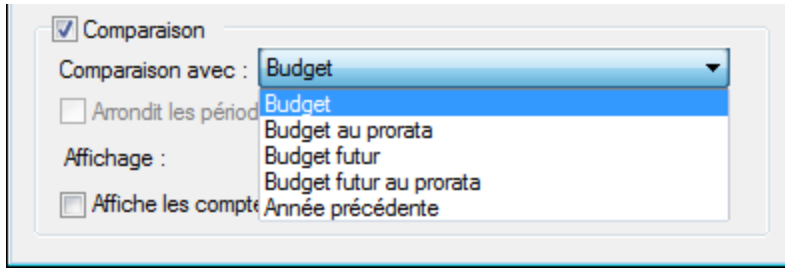 Comparaison
Comparaison avec : Budget
Arrondit les périod
Budget
Budget au prorata
Affichage :
Budget futur
Budget futur au prorata
Affiche les compte
Année précédente